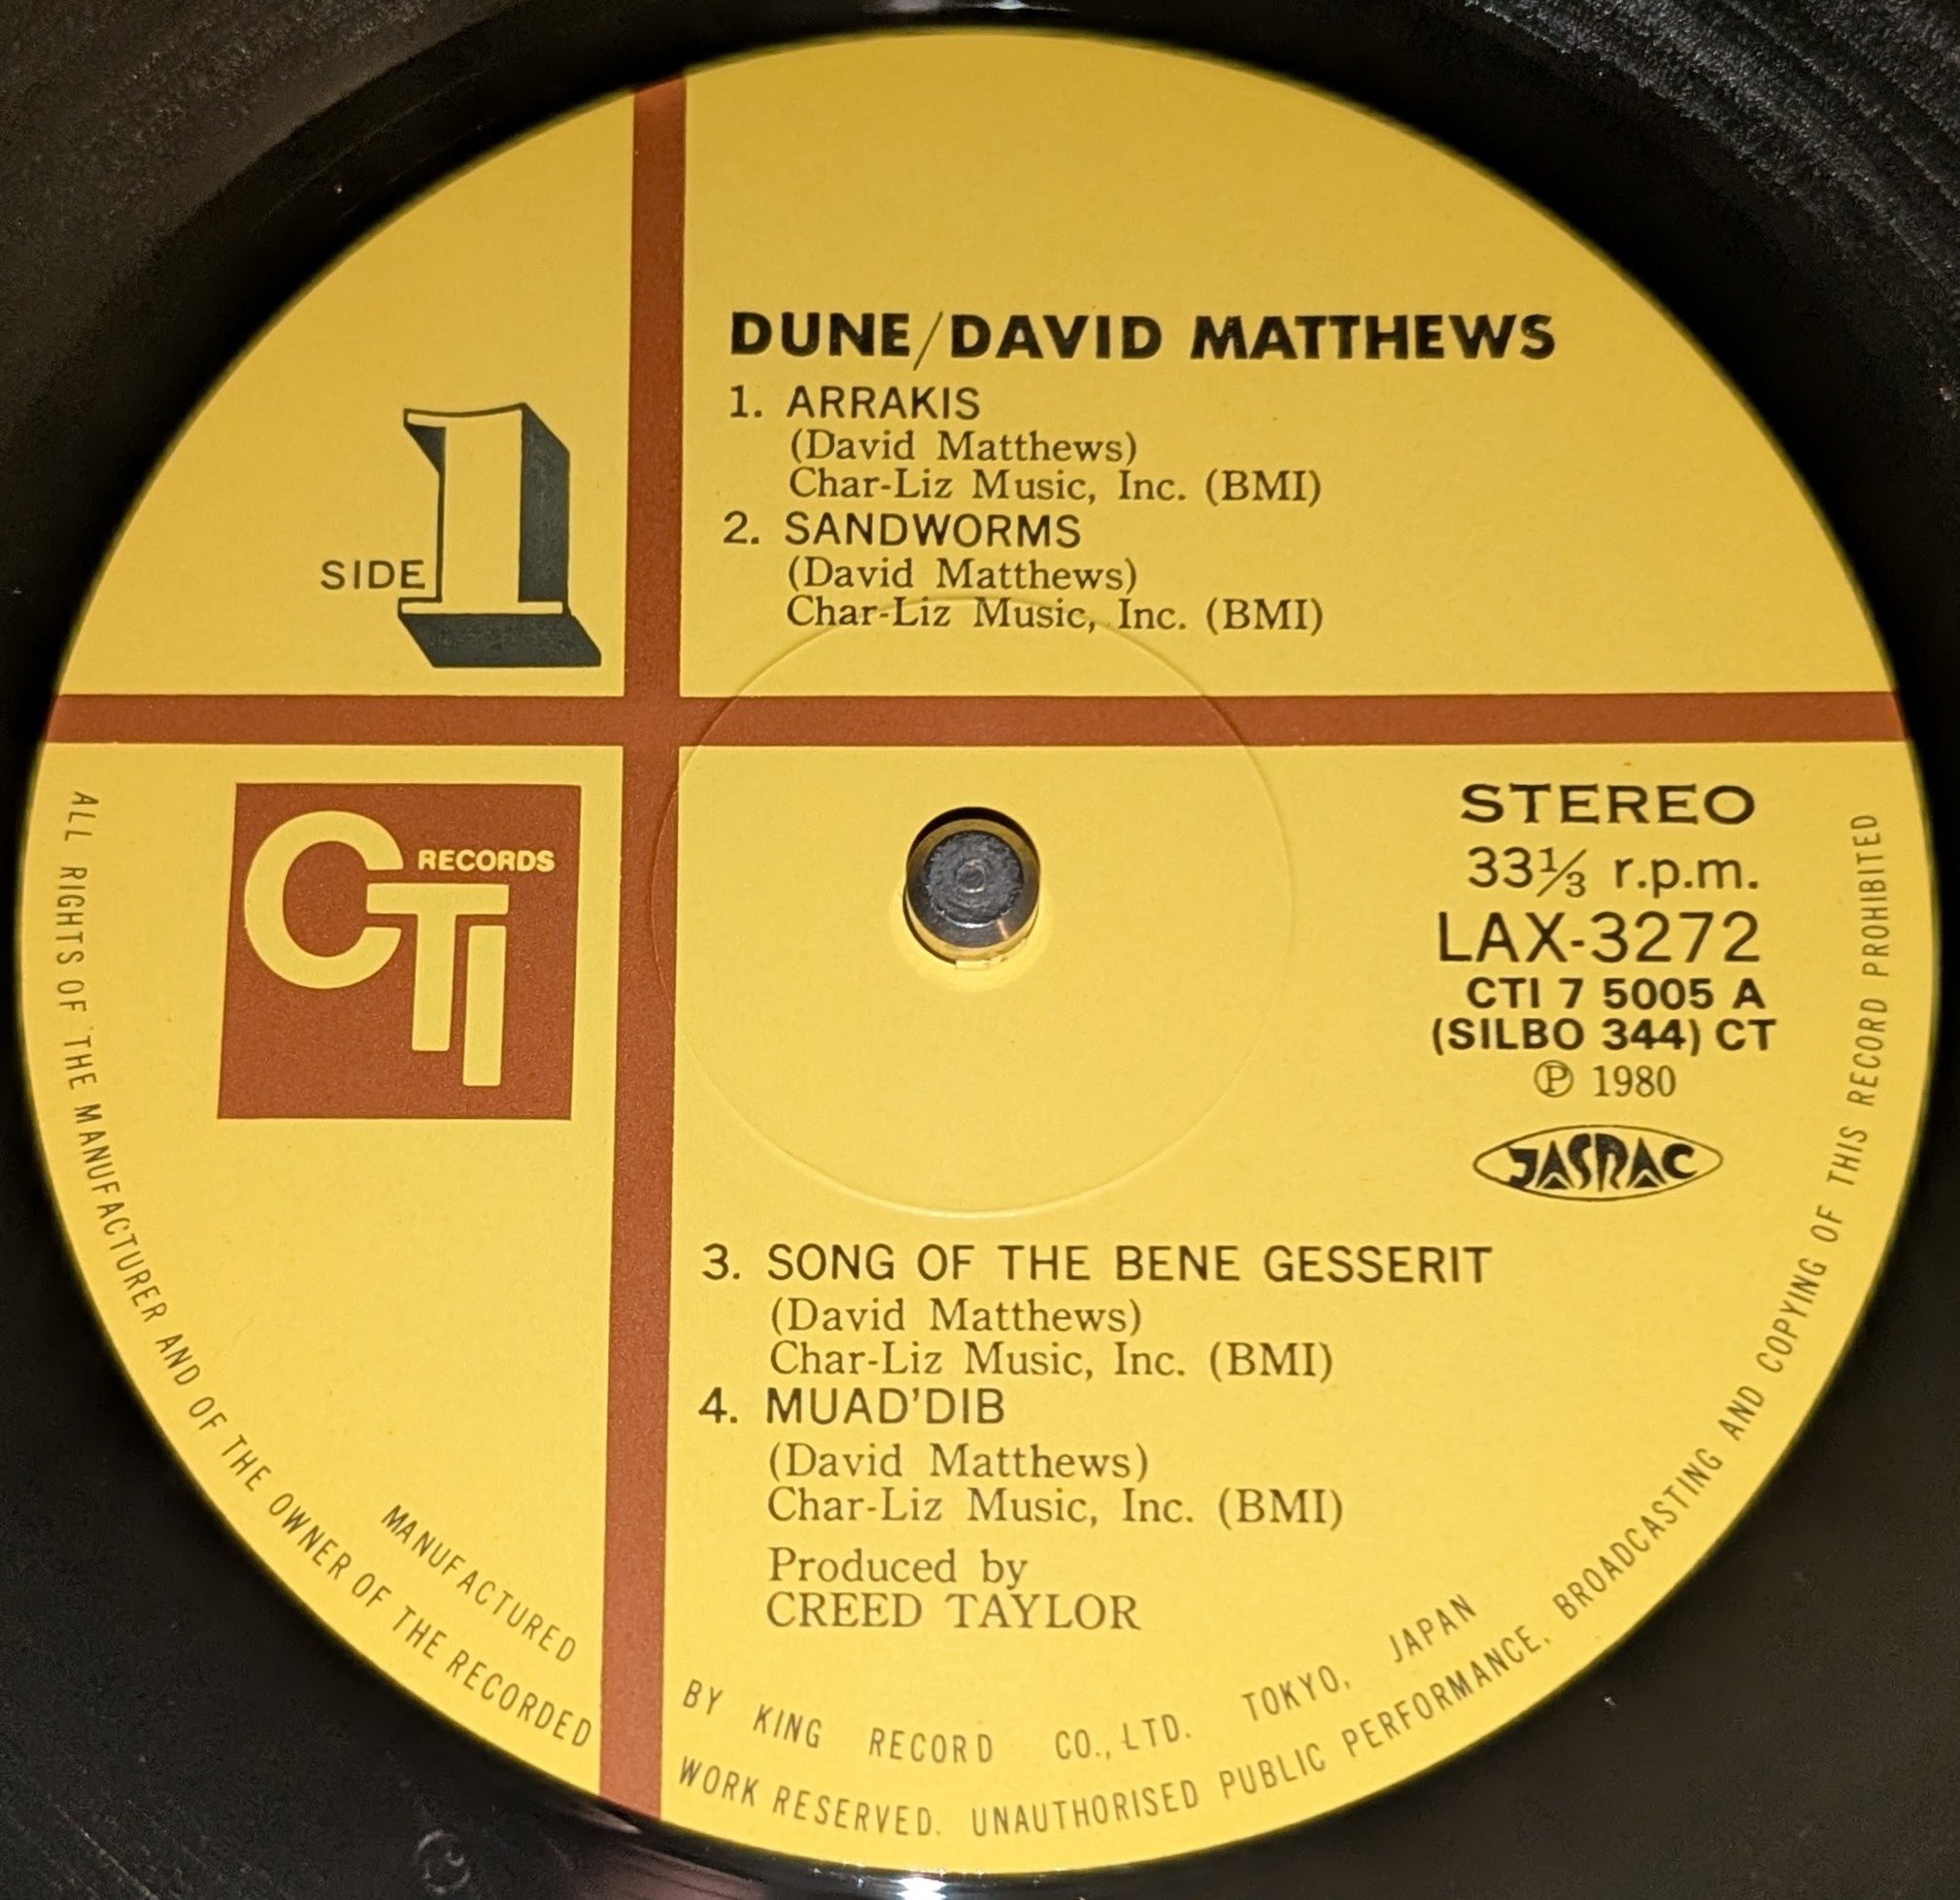 DUNE/DAVID MATTHEWS
1. ARRAKIS
(David Matthews)
Char-Liz Music, Inc. (BMI)
2. SANDWORMS
(David Matthews)
Char-Liz Music, Inc. (BMI)
SIDE 1
CTI RECORDS
STEREO
33⅓ r.p.m.
LAX-3272
CTI 7 5005 A
(SILBO 344) CT
Ⓟ 1980
JASRAC
3. SONG OF THE BENE GESSERIT
(David Matthews)
Char-Liz Music, Inc. (BMI)
4. MUAD'DIB
(David Matthews)
Char-Liz Music, Inc. (BMI)
Produced by
CREED TAYLOR
MANUFACTURED BY KING RECORD CO., LTD. TOKYO, JAPAN
ALL RIGHTS OF THE MANUFACTURER AND OF THE OWNER OF THE RECORDED WORK RESERVED. UNAUTHORISED PUBLIC PERFORMANCE, BROADCASTING AND COPYING OF THIS RECORD PROHIBITED